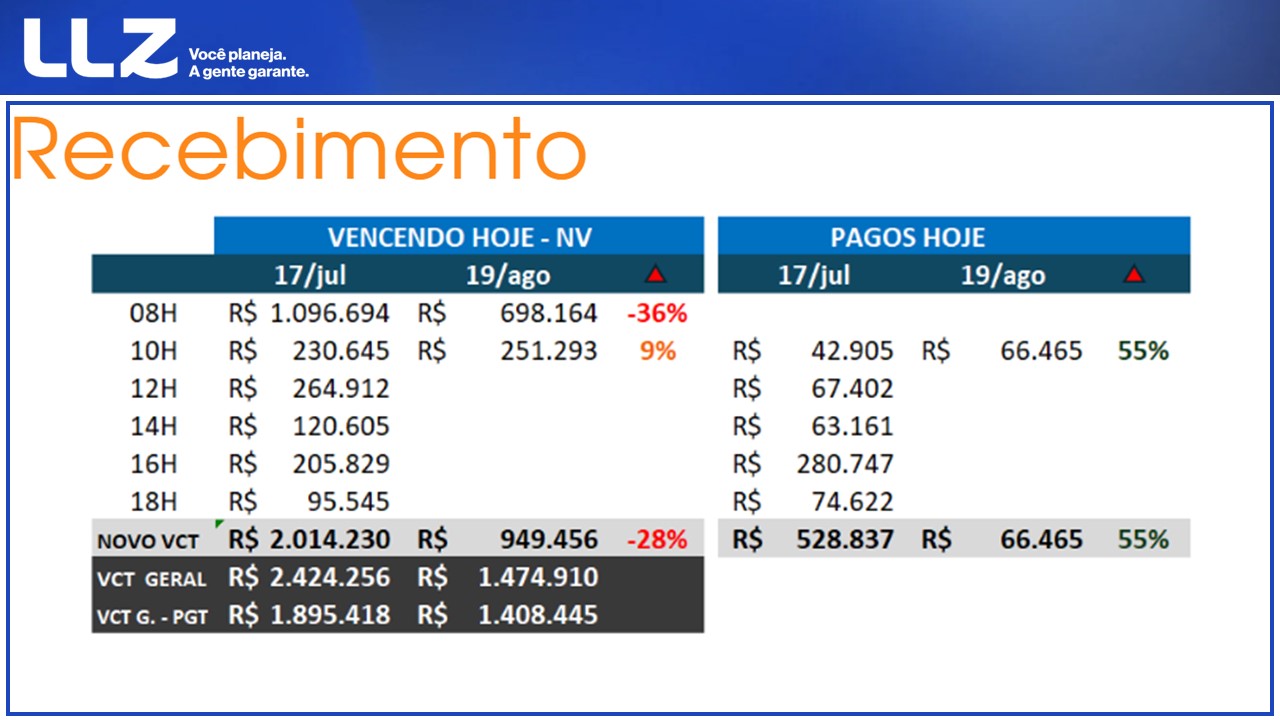 LLZ
Você planeja.
A gente garante.
Recebimento
VENCENDO HOJE - NV PAGOS HOJE
17/jul 19/ago 17/jul 19/ago
08H R$ 1.096.694 R$ 698.164 -36%
10H R$ 230.645 R$ 251.293 9% R$ 42.905 R$ 66.465 55%
12H R$ 264.912 R$ 67.402
14H R$ 120.605 R$ 63.161
16H R$ 205.829 R$ 280.747
18H R$ 95.545 R$ 74.622
NOVO VCT R$ 2.014.230 R$ 949.456 -28% R$ 528.837 R$ 66.465 55%
VCT GERAL R$ 2.424.256 R$ 1.474.910
VCT G. - PGT R$ 1.895.418 R$ 1.408.445